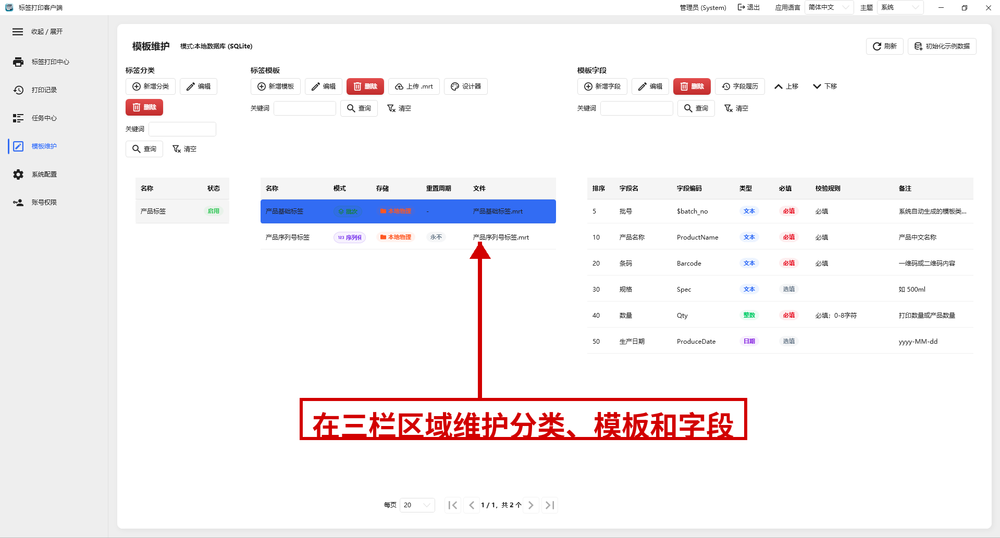 标签打印客户端
管理员 (System)
退出
应用语言
简体中文
主题
系统
收起 / 展开
标签打印中心
打印记录
任务中心
模板维护
系统配置
账号权限
模板维护
模式:本地数据库 (SQLite)
刷新
初始化示例数据
标签分类
新增分类
编辑
删除
关键词
查询
清空
名称 状态
产品标签 启用
标签模板
新增模板
编辑
删除
上传 .mrt
设计器
关键词
查询
清空
名称 模式 存储 重置周期 文件
产品基础标签 批次 本地物理 - 产品基础标签.mrt
产品序列号标签 123 序列化 本地物理 永不 产品序列号标签.mrt
模板字段
新增字段
编辑
删除
字段履历
上移
下移
关键词
查询
清空
排序 字段名 字段编码 类型 必填 校验规则 备注
5 批号 $batch_no 文本 必填 必填 系统自动生成的模板类...
10 产品名称 ProductName 文本 必填 必填 产品中文名称
20 条码 Barcode 文本 必填 必填 一维码或二维码内容
30 规格 Spec 文本 选填 如 500ml
40 数量 Qty 整数 必填 必填；0-8字符 打印数量或产品数量
50 生产日期 ProduceDate 日期 选填 yyyy-MM-dd
在三栏区域维护分类、模板和字段
每页 20 1 / 1，共 2 个